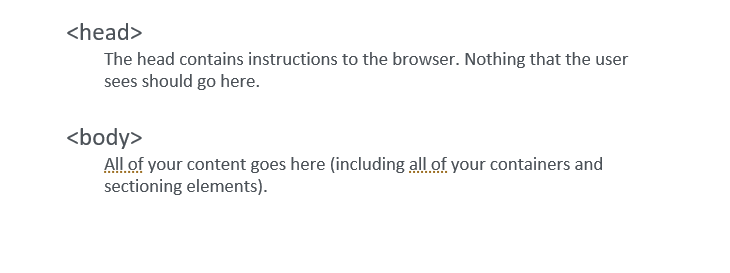 <head>
The head contains instructions to the browser. Nothing that the user
sees should go here.
<body>
All of your content goes here (including all of your containers and
sectioning elements).